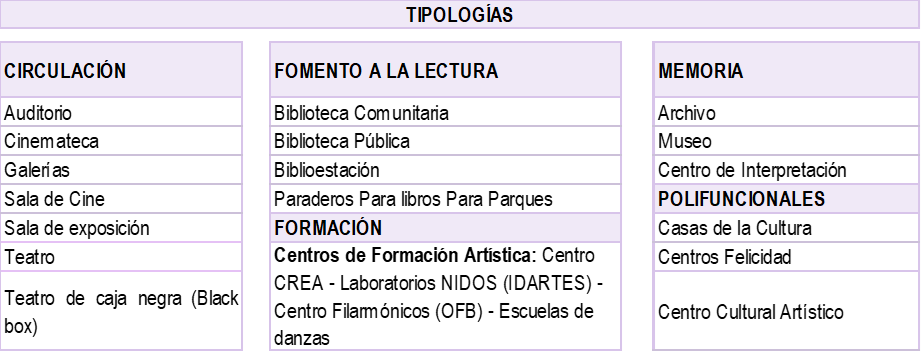 TIPOLOGÍAS
CIRCULACIÓN
Auditorio
Cinemateca
Galerías
Sala de Cine
Sala de exposición
Teatro
Teatro de caja negra (Black
box)
FOMENTO A LA LECTURA
Biblioteca Comunitaria
Biblioteca Pública
Biblioestación
Paraderos Para libros Para Parques
FORMACIÓN
Centros de Formación Artística: Centro
CREA - Laboratorios NIDOS (IDARTES) -
Centro Filarmónicos (OFB) - Escuelas de
danzas
MEMORIA
Archivo
Museo
Centro de Interpretación
POLIFUNCIONALES
Casas de la Cultura
Centros Felicidad
Centro Cultural Artístico